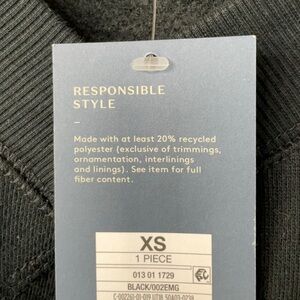 RESPONSIBLE
STYLE
–
Made with at least 20% recycled
polyester (exclusive of trimmings,
ornamentation, interlinings
and linings). See item for full
fiber content.
XS
1 PIECE
013 01 1729
BLACK/002EMG